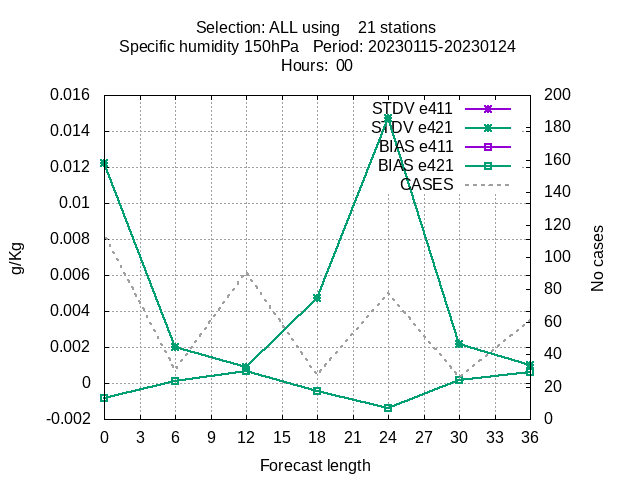 Selection: ALL using    21 stations
Specific humidity 150hPa   Period: 20230115-20230124
Hours:  00
0.016
0.014
0.012
0.01
0.008
0.006
0.004
0.002
0
-0.002
g/Kg
STDV e411
STDV e421
BIAS e411
BIAS e421
CASES
200
180
160
140
120
100
80
60
40
20
0
No cases
0 3 6 9 12 15 18 21 24 27 30 33 36
Forecast length